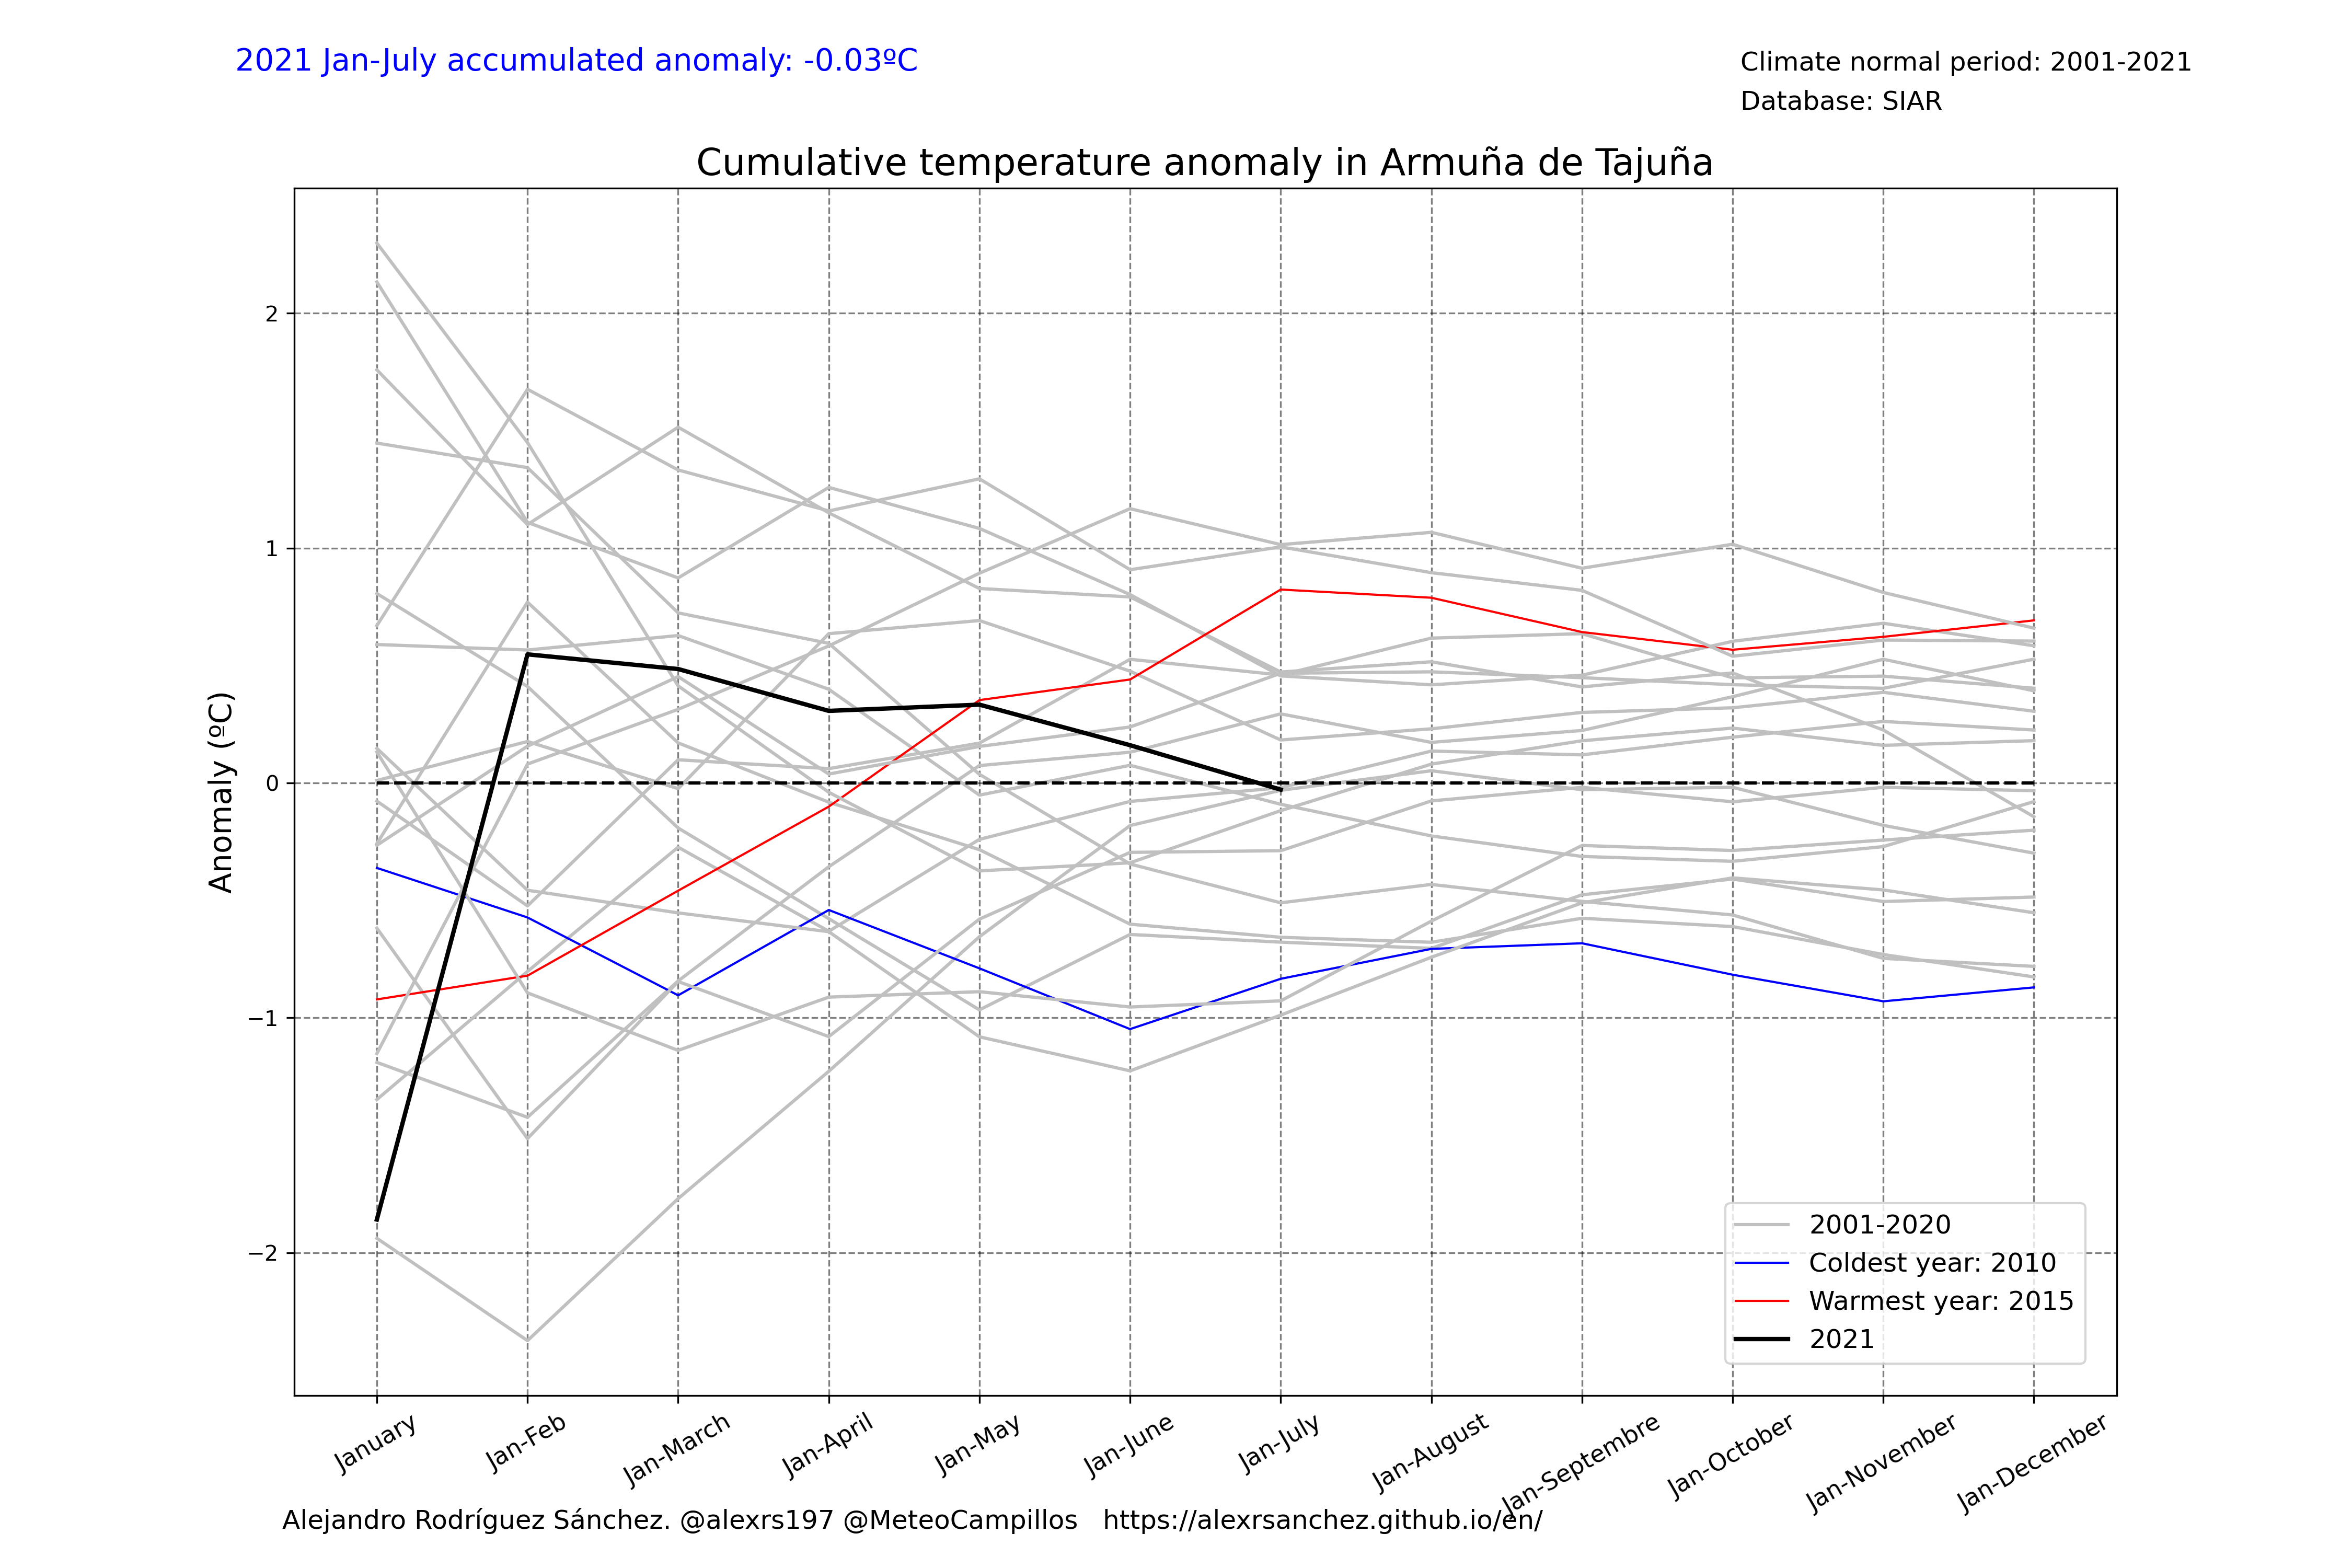 2021 Jan-July accumulated anomaly: -0.03ºC
Climate normal period: 2001-2021
Database: SIAR
Cumulative temperature anomaly in Armuña de Tajuña
Anomaly (ºC)
2
1
0
−1
−2
2001-2020
Coldest year: 2010
Warmest year: 2015
2021
January
Jan-Feb
Jan-March
Jan-April
Jan-May
Jan-June
Jan-July
Jan-August
Jan-Septembre
Jan-October
Jan-November
Jan-December
Alejandro Rodríguez Sánchez. @alexrs197 @MeteoCampillos https://alexrsanchez.github.io/en/